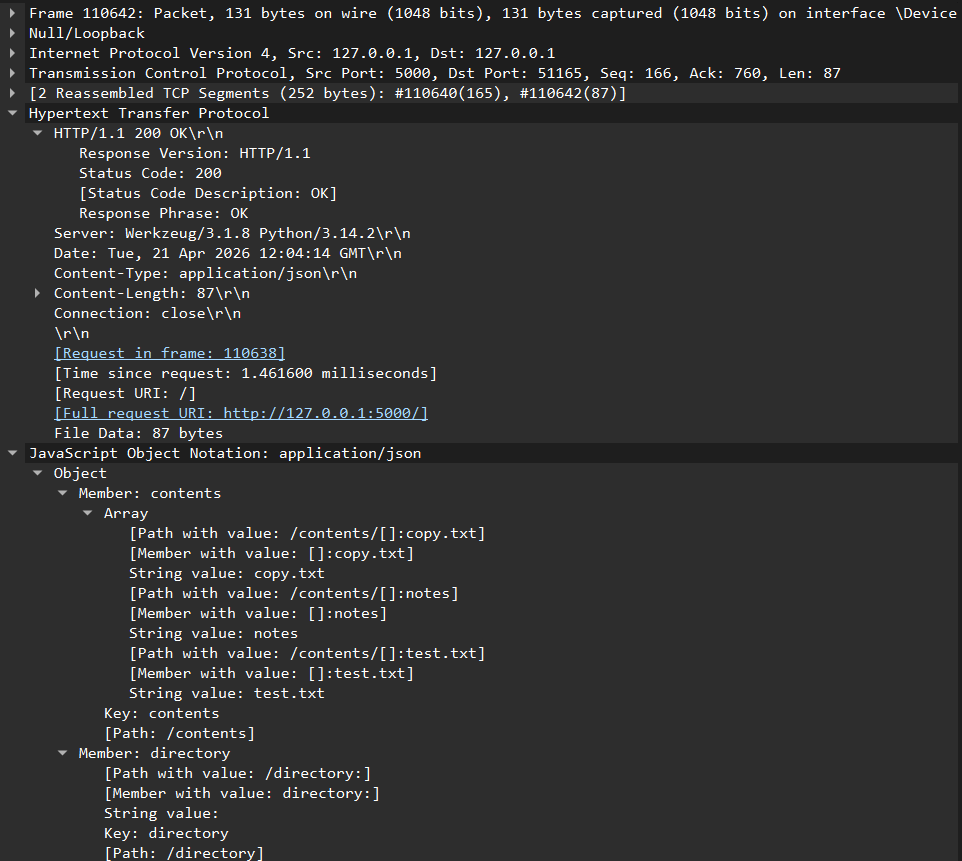 Frame 110642: Packet, 131 bytes on wire (1048 bits), 131 bytes captured (1048 bits) on interface \Device
Null/Loopback
Internet Protocol Version 4, Src: 127.0.0.1, Dst: 127.0.0.1
Transmission Control Protocol, Src Port: 5000, Dst Port: 51165, Seq: 166, Ack: 760, Len: 87
[2 Reassembled TCP Segments (252 bytes): #110640(165), #110642(87)]
Hypertext Transfer Protocol
HTTP/1.1 200 OK\r\n
Response Version: HTTP/1.1
Status Code: 200
[Status Code Description: OK]
Response Phrase: OK
Server: Werkzeug/3.1.8 Python/3.14.2\r\n
Date: Tue, 21 Apr 2026 12:04:14 GMT\r\n
Content-Type: application/json\r\n
Content-Length: 87\r\n
Connection: close\r\n
\r\n
[Request in frame: 110638]
[Time since request: 1.461600 milliseconds]
[Request URI: /]
[Full request URI: http://127.0.0.1:5000/]
File Data: 87 bytes
JavaScript Object Notation: application/json
Object
Member: contents
Array
[Path with value: /contents/[]:copy.txt]
[Member with value: []:copy.txt]
String value: copy.txt
[Path with value: /contents/[]:notes]
[Member with value: []:notes]
String value: notes
[Path with value: /contents/[]:test.txt]
[Member with value: []:test.txt]
String value: test.txt
Key: contents
[Path: /contents]
Member: directory
[Path with value: /directory:]
[Member with value: directory:]
String value:
Key: directory
[Path: /directory]